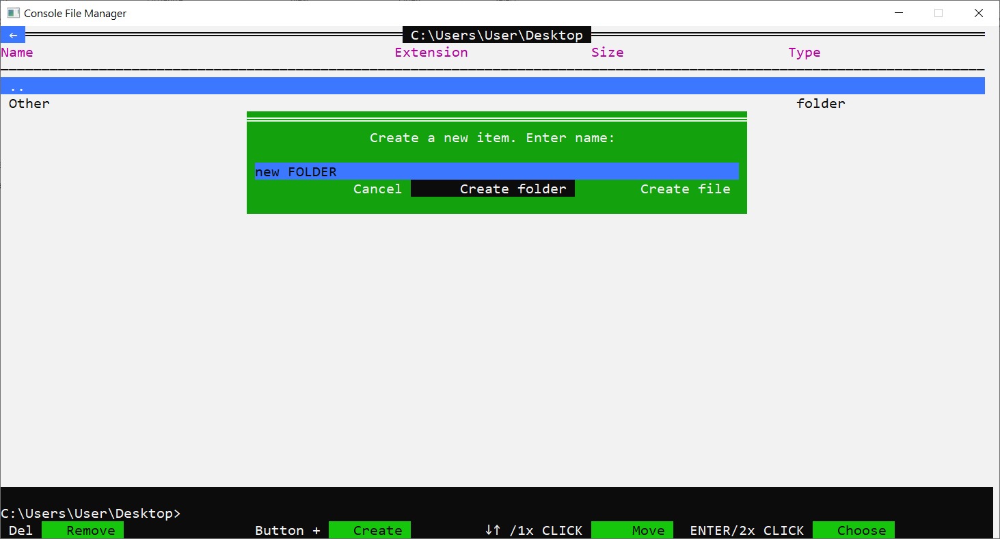 Console File Manager
← C:\Users\User\Desktop
Name Extension Size Type
..
Other folder
Create a new item. Enter name:
new FOLDER
Cancel Create folder Create file
C:\Users\User\Desktop>
Del Remove Button + Create ↓↑ /1x CLICK Move ENTER/2x CLICK Choose